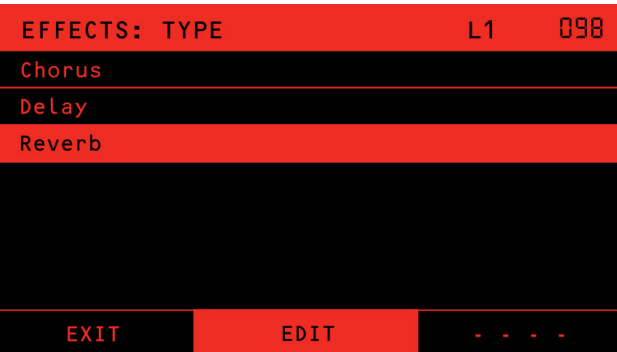 EFFECTS: TYPE L1 098
Chorus
Delay
Reverb
EXIT EDIT - - - -